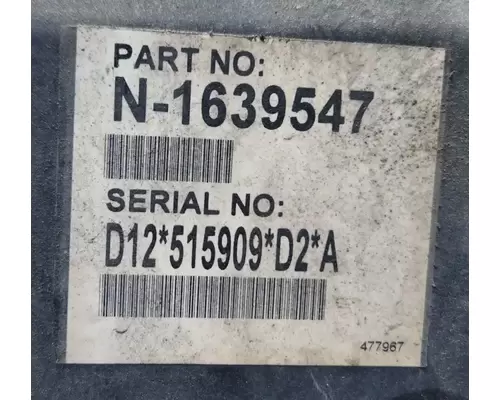 PART NO:
N-1639547
SERIAL NO:
D12*515909*D2*A
477967